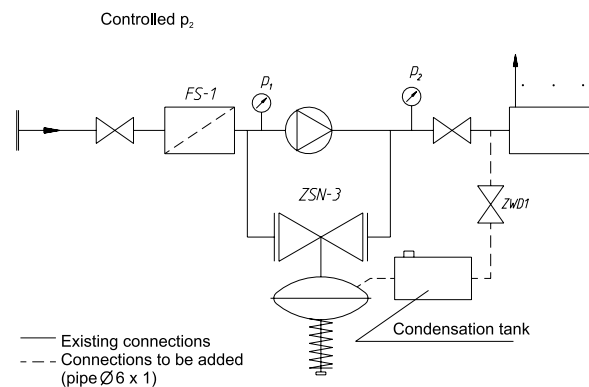 Controlled p₂
FS-1
p₁
p₂
ZSN-3
ZWD1
Condensation tank
Existing connections
Connections to be added
(pipe Ø 6 x 1)